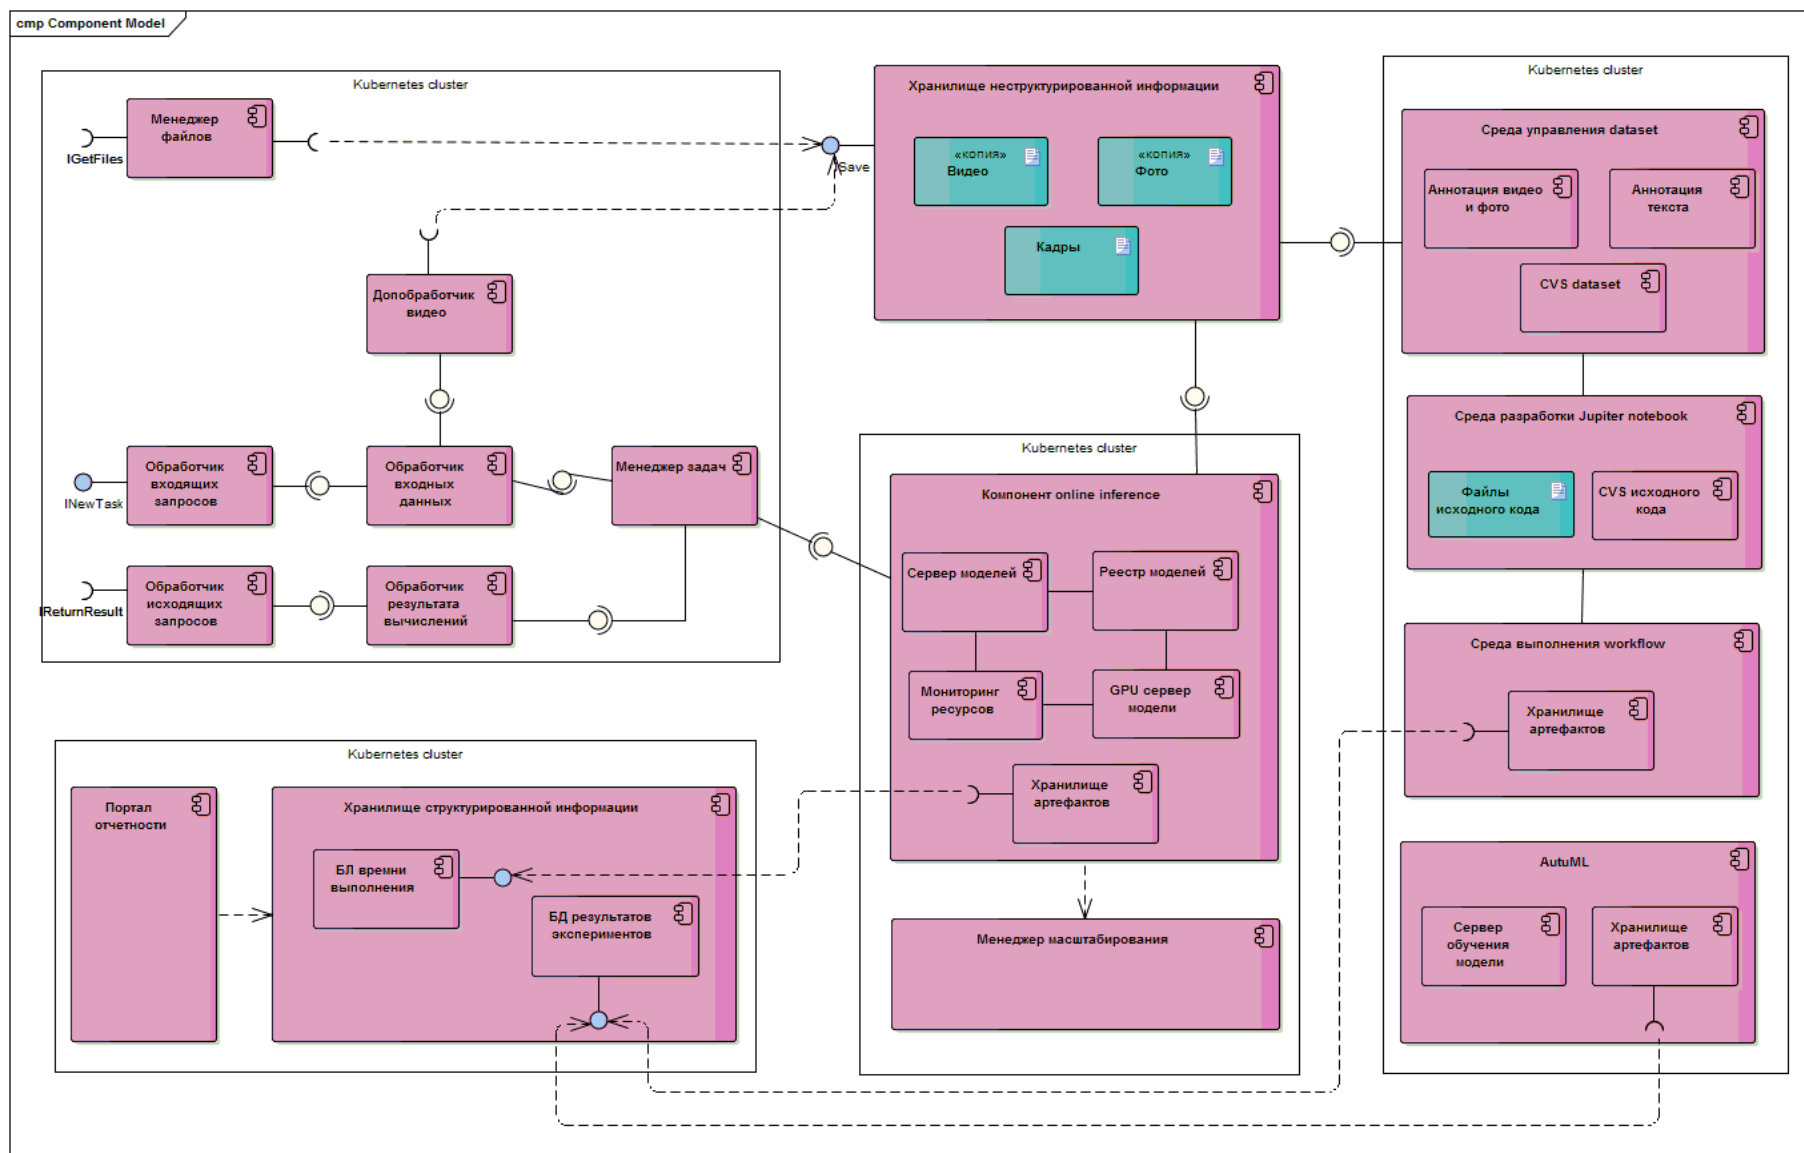 cmp Component Model
Kubernetes cluster
Менеджер
файлов
IGetFiles
Save
Допобработчик
видео
Обработчик
входящих
запросов
INewTask
Обработчик
входных
данных
Менеджер задач
Обработчик
исходящих
запросов
IReturnResult
Обработчик
результата
вычислений
Хранилище неструктурированной информации
«копия»
Видео
«копия»
Фото
Кадры
Kubernetes cluster
Среда управления dataset
Аннотация видео
и фото
Аннотация
текста
CVS dataset
Среда разработки Jupiter notebook
Файлы
исходного кода
CVS исходного
кода
Среда выполнения workflow
Хранилище
артефактов
AutuML
Сервер
обучения
модели
Хранилище
артефактов
Kubernetes cluster
Компонент online inference
Сервер моделей
Реестр моделей
Мониторинг
ресурсов
GPU сервер
модели
Хранилище
артефактов
Менеджер масштабирования
Kubernetes cluster
Портал
отчетности
Хранилище структурированной информации
БЛ времни
выполнения
БД результатов
экспериментов